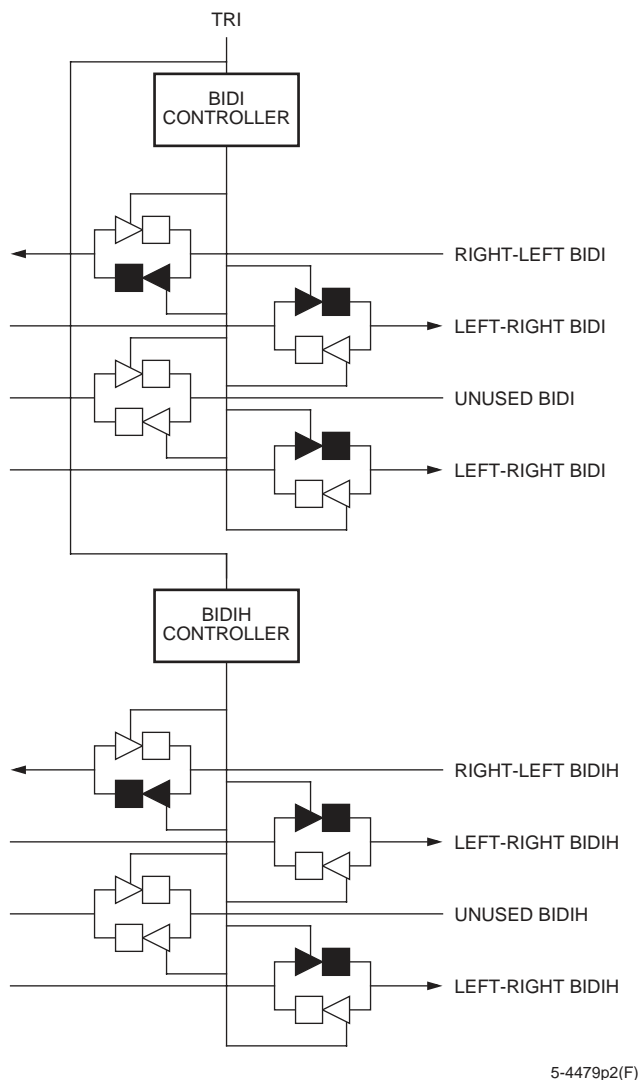 TRI
BIDI
CONTROLLER
RIGHT-LEFT BIDI
LEFT-RIGHT BIDI
UNUSED BIDI
LEFT-RIGHT BIDI
BIDIH
CONTROLLER
RIGHT-LEFT BIDIH
LEFT-RIGHT BIDIH
UNUSED BIDIH
LEFT-RIGHT BIDIH
5-4479p2(F)